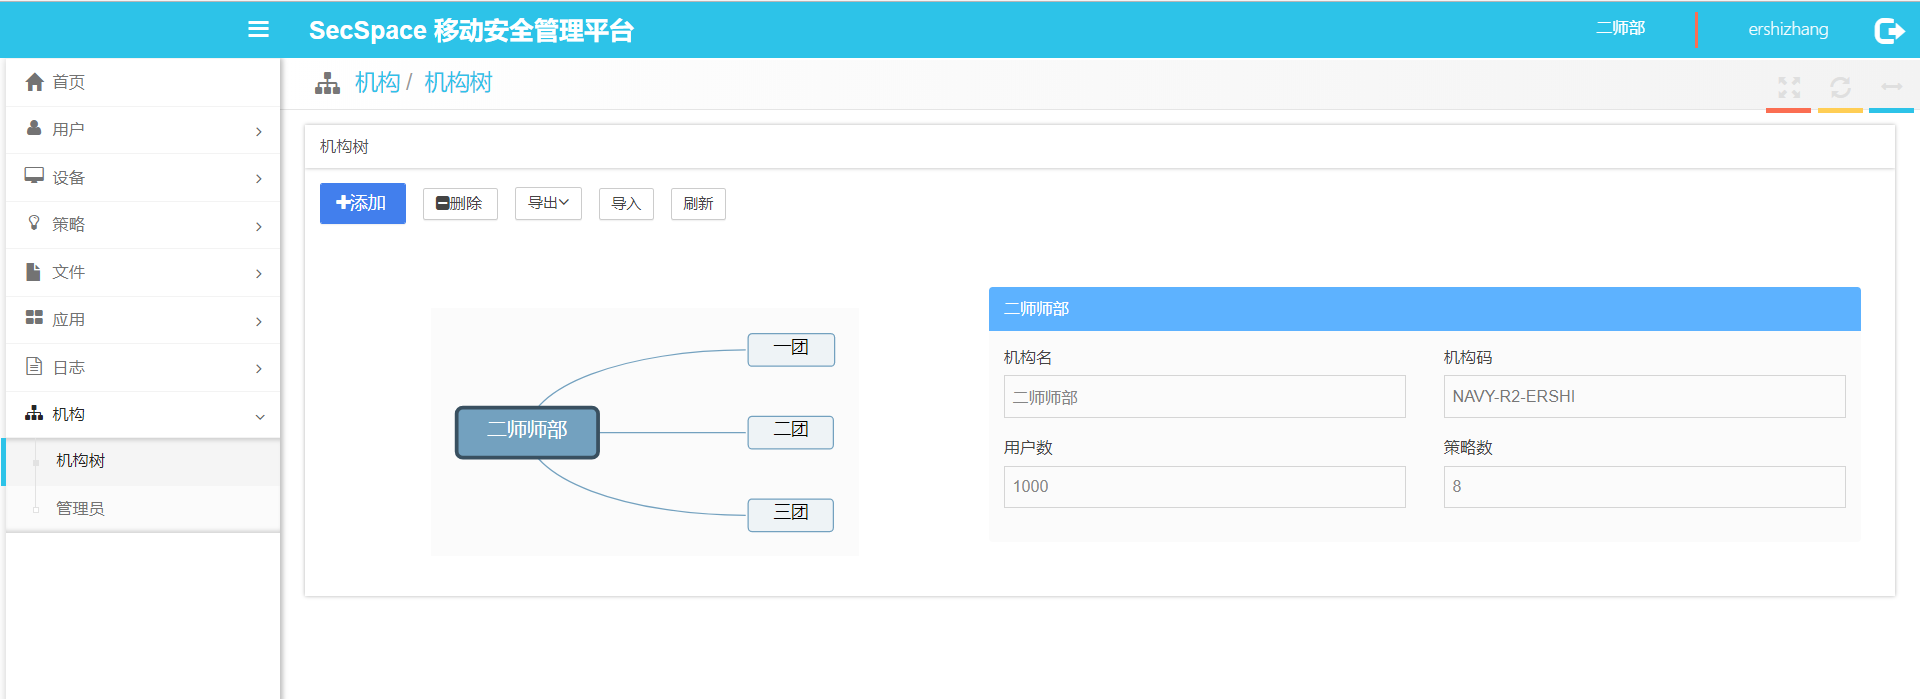 SecSpace 移动安全管理平台
二师部
ershizhang
首页
用户
设备
策略
文件
应用
日志
机构
机构树
管理员
机构 / 机构树
机构树
添加
删除
导出
导入
刷新
二师师部
一团
二团
三团
二师师部
机构名
机构码
二师师部
NAVY-R2-ERSHI
用户数
策略数
1000
8